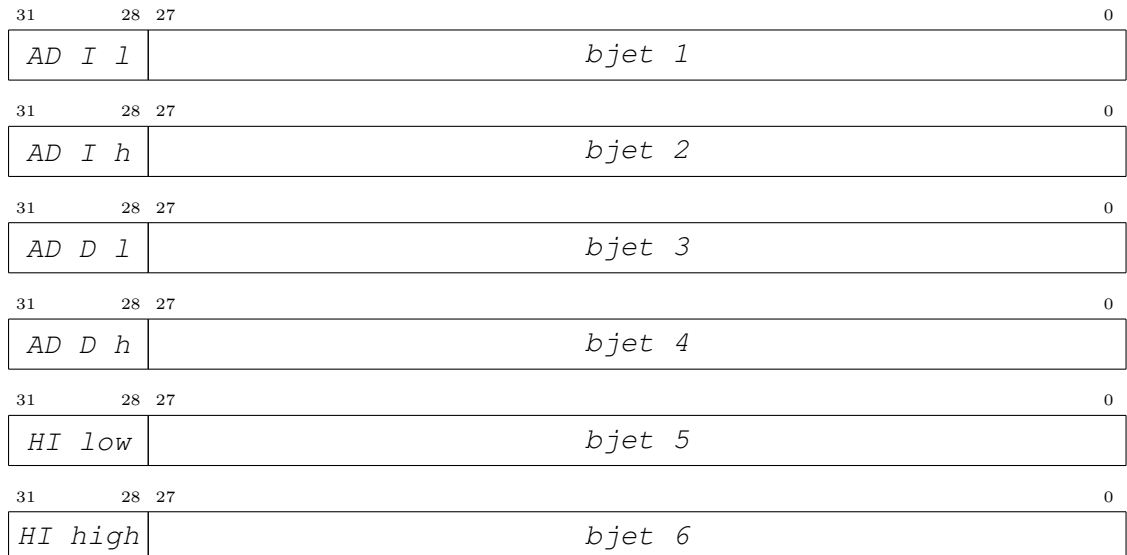 31 28 27 0
AD I l bjet 1
31 28 27 0
AD I h bjet 2
31 28 27 0
AD D l bjet 3
31 28 27 0
AD D h bjet 4
31 28 27 0
HI low bjet 5
31 28 27 0
HI high bjet 6